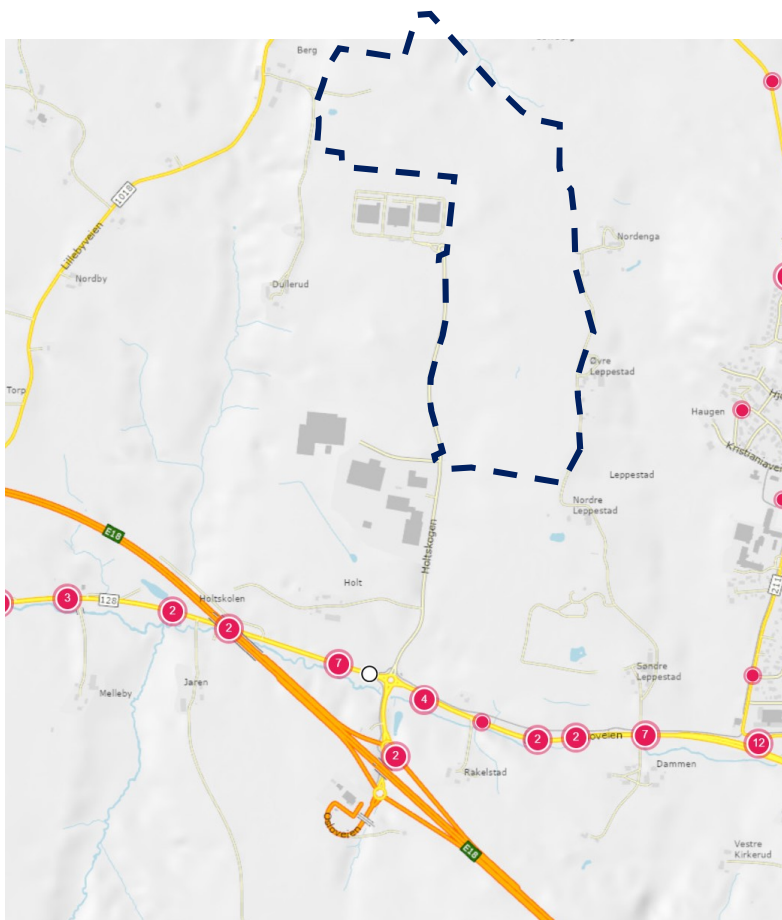 Berg
1018
Lillebyveien
Nordby
Dullerud
Nordenga
Torp
Øvre
Leppestad
Haugen
Kristianiave
Leppestad
Nordre
Leppestad
E18
Holtskogen
Holt
Holtskolen
3
128
2
2
211
7
Jaren
Melleby
4
Søndre
Leppestad
2
2
oveien
7
12
2
Rakelstad
Dammen
Osloveien
E18
Vestre
Kirkerud